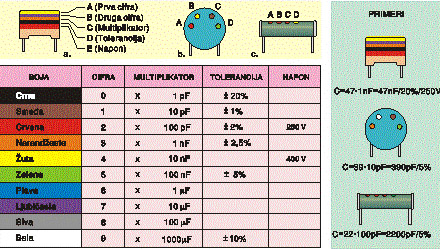 A (Prva cifra)
B (Druga cifra)
C (Multiplikator)
D (Tolerancija)
E (Napon)
a.
B C
A D
b.
A B C D
c.
PRIMERI
BOJA CIFRA MULTIPLIKATOR TOLERANCIJA NAPON
Crna 0 x 1 pF ± 20%
Smeđa 1 x 10 pF ± 1%
Crvena 2 x 100 pF ± 2% 250 V
Narandžasta 3 x 1 nF ± 2,5%
Žuta 4 x 10 nF 400 V
Zelena 5 x 100 nF ± 5%
Plava 6 x 1 µF
Ljubičasta 7 x 10 µF
Siva 8 x 100 µF
Bela 9 x 1000µF ±10%
C=47·1nF=47nF/20%/250V
C=39·10pF=390pF/5%
C=22·100pF=2200pF/5%